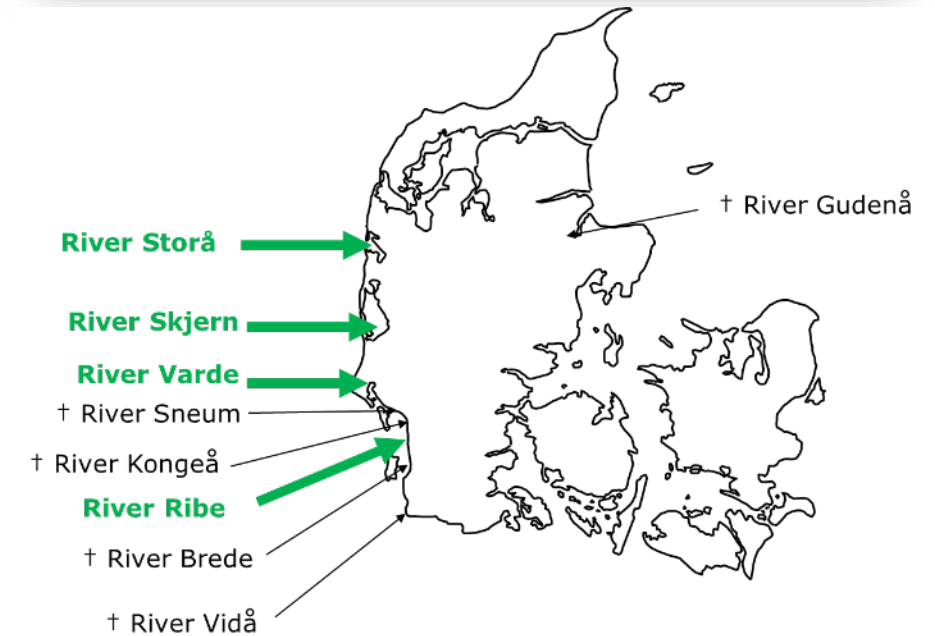 † River Gudenå
River Storå
River Skjern
River Varde
† River Sneum
† River Kongeå
River Ribe
† River Brede
† River Vidå